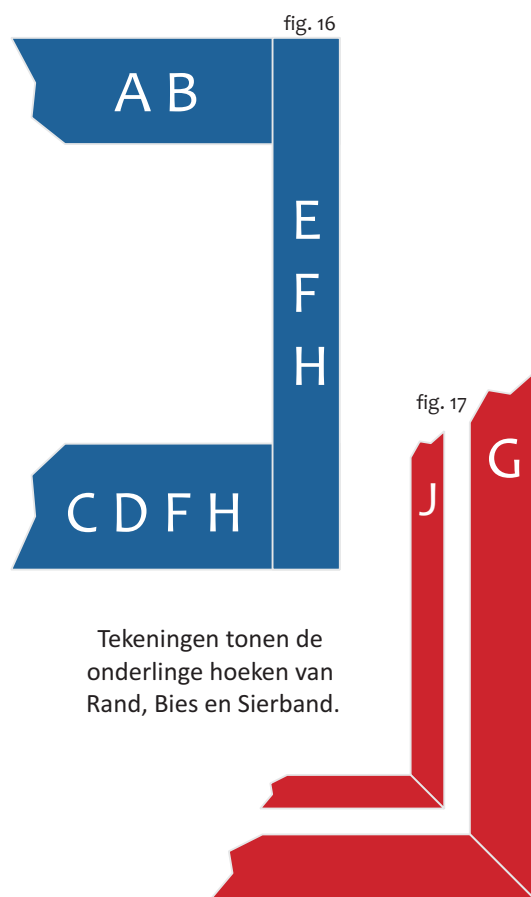 fig. 16
A B
E
F
H
fig. 17
G
J
C D F H
Tekeningen tonen de
onderlinge hoeken van
Rand, Bies en Sierband.